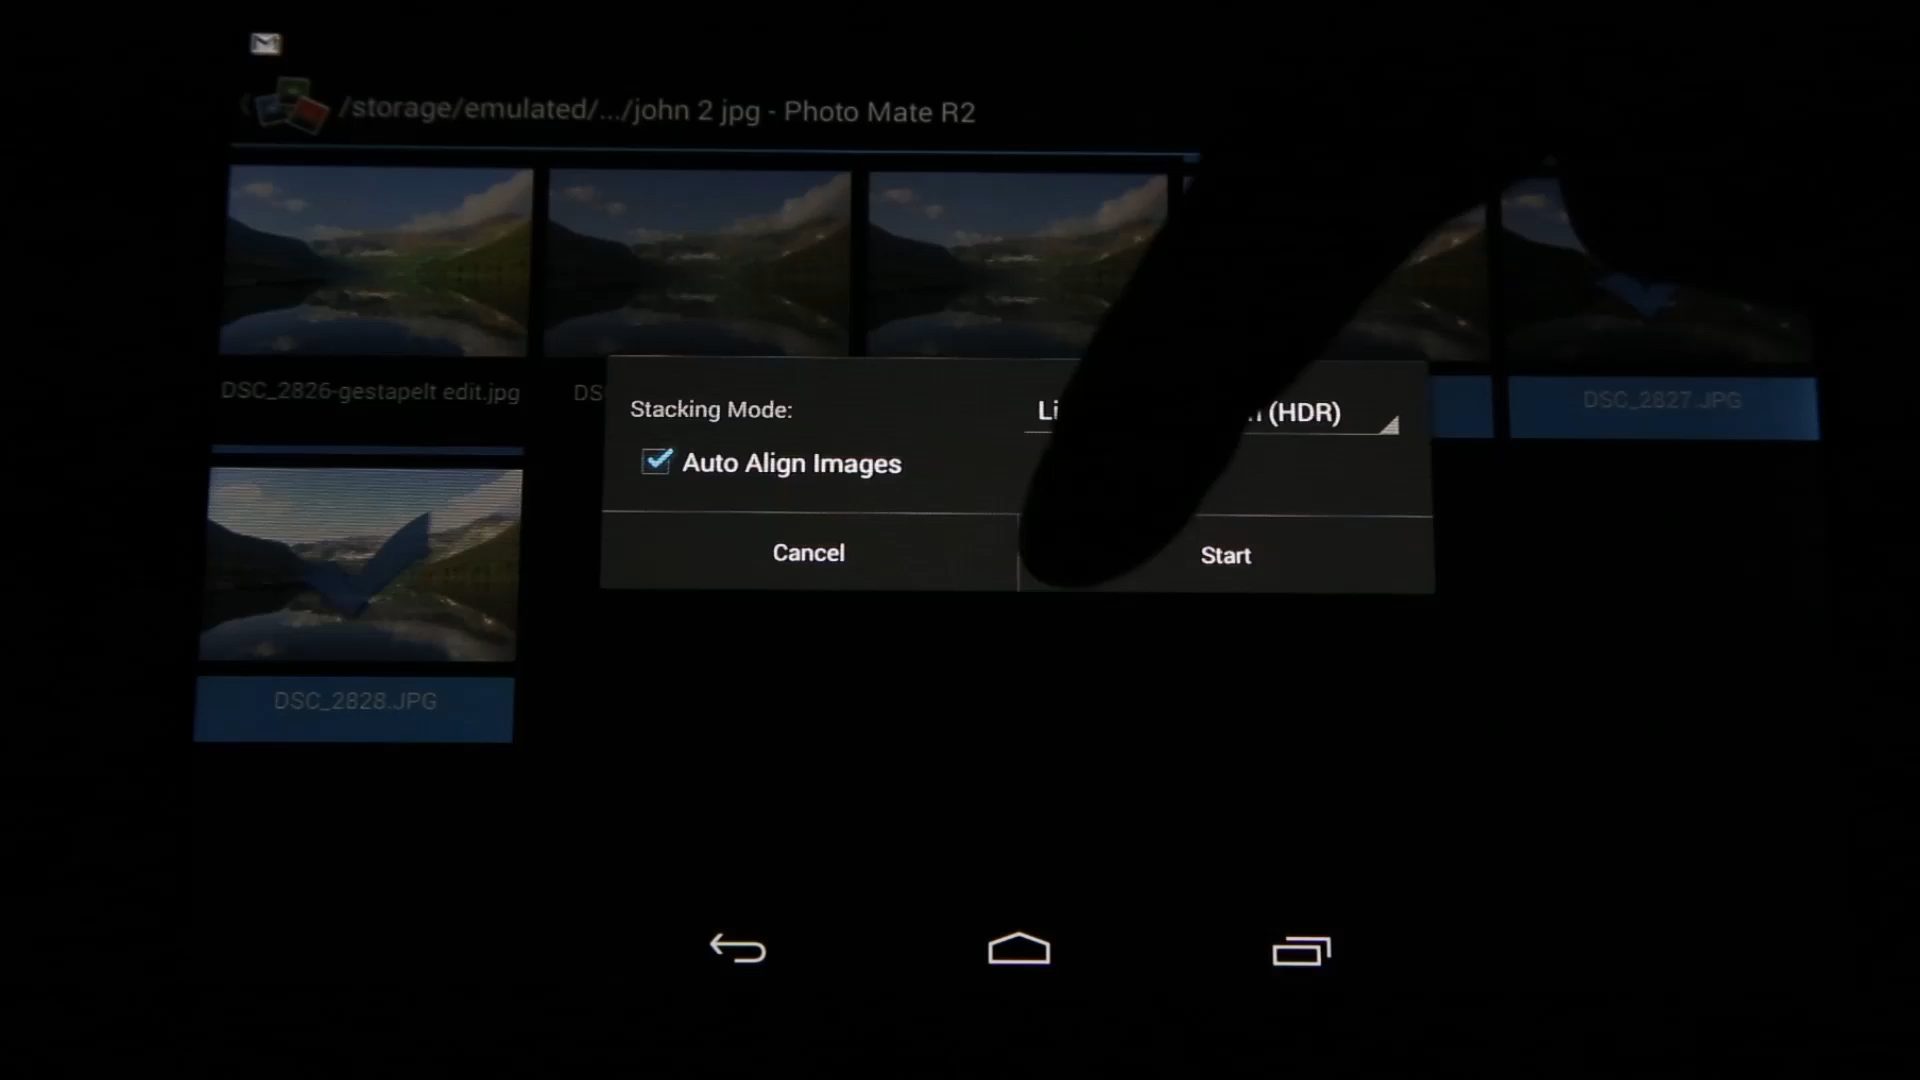 /storage/emulated/.../john 2 jpg - Photo Mate R2
DSC_2826-gestapelt edit.jpg
DSC_2827.JPG
Stacking Mode:
(HDR)
Auto Align Images
Cancel
Start
DSC_2828.JPG